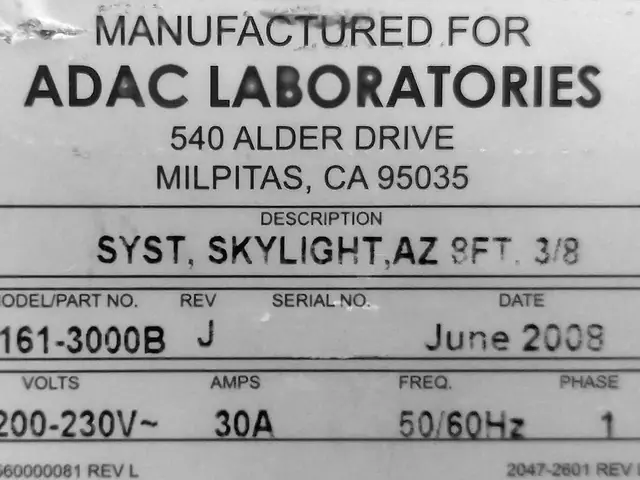 MANUFACTURED FOR
ADAC LABORATORIES
540 ALDER DRIVE
MILPITAS, CA 95035
DESCRIPTION
SYST, SKYLIGHT,AZ 9FT. 3/8
ODEL/PART NO. REV SERIAL NO. DATE
161-3000B J June 2008
VOLTS AMPS FREQ. PHASE
200-230V~ 30A 50/60Hz 1
560000081 REV L 2047-2601 REV